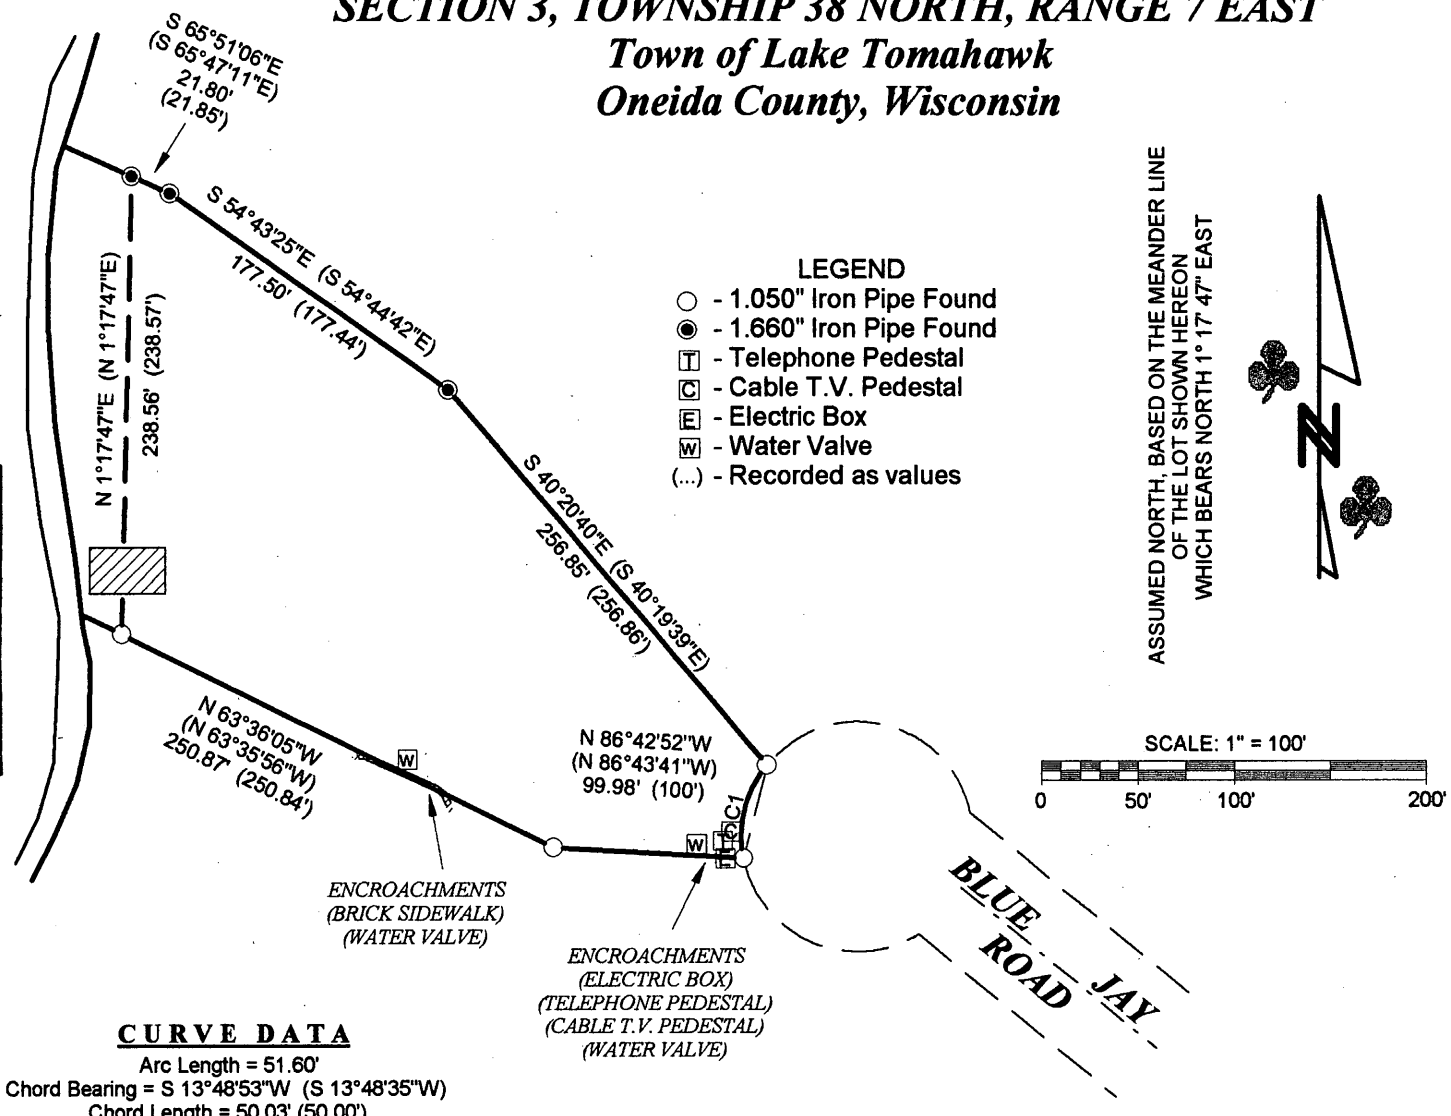 SECTION 3, TOWNSHIP 38 NORTH, RANGE 7 EAST
Town of Lake Tomahawk
Oneida County, Wisconsin
S 65°51'06"E
(S 65°47'11"E)
21.80'
(21.85')
S 54°43'25"E (S 54°44'42"E)
177.50' (177.44')
N 1°17'47"E (N 1°17'47"E)
238.56' (238.57')
LEGEND
- 1.050" Iron Pipe Found
- 1.660" Iron Pipe Found
T - Telephone Pedestal
C - Cable T.V. Pedestal
E - Electric Box
W - Water Valve
(...) - Recorded as values
ASSUMED NORTH, BASED ON THE MEANDER LINE
OF THE LOT SHOWN HEREON
WHICH BEARS NORTH 1° 17' 47" EAST
N
S 40°20'40"E (S 40°19'39"E)
256.85' (256.86')
N 63°36'05"W
(N 63°35'56"W)
250.87' (250.84')
W
N 86°42'52"W
(N 86°43'41"W)
99.98' (100')
C1
C
T
W
E
SCALE: 1" = 100'
0 50' 100' 200'
BLUE JAY
ROAD
ENCROACHMENTS
(BRICK SIDEWALK)
(WATER VALVE)
ENCROACHMENTS
(ELECTRIC BOX)
(TELEPHONE PEDESTAL)
(CABLE T.V. PEDESTAL)
(WATER VALVE)
CURVE DATA
Arc Length = 51.60'
Chord Bearing = S 13°48'53"W (S 13°48'35"W)
Chord Length = 50.03' (50.00')